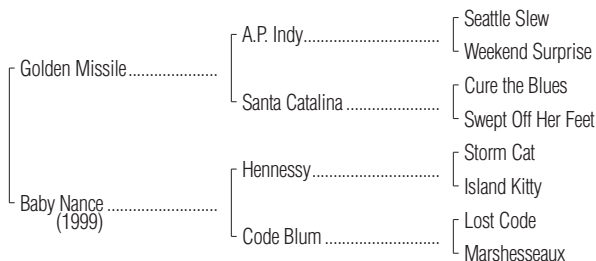 Seattle Slew
A.P. Indy
Weekend Surprise
Golden Missile
Cure the Blues
Santa Catalina
Swept Off Her Feet
Storm Cat
Hennessy
Island Kitty
Baby Nance
(1999)
Lost Code
Code Blum
Marshesseaux